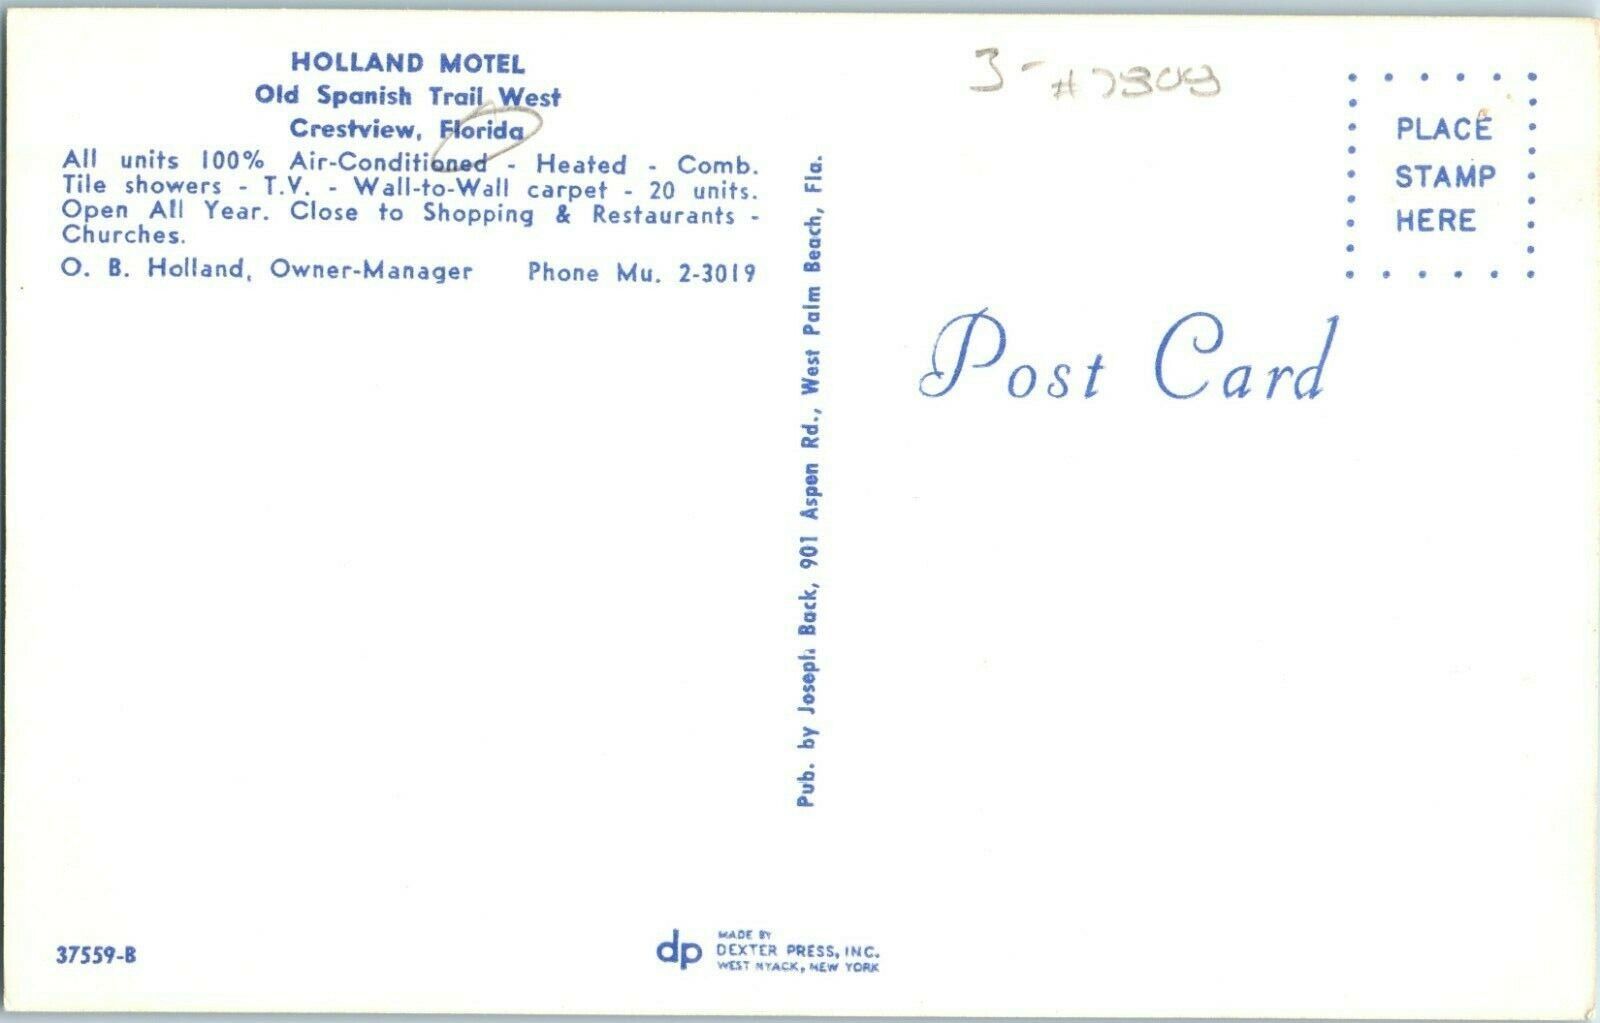 HOLLAND MOTEL
Old Spanish Trail West
Crestview, Florida
All units 100% Air-Conditioned - Heated - Comb.
Tile showers - T.V. - Wall-to-Wall carpet - 20 units.
Open All Year. Close to Shopping & Restaurants -
Churches.
O. B. Holland, Owner-Manager Phone Mu. 2-3019
37559-B
Pub. by Joseph Back, 901 Aspen Rd., West Palm Beach, Fla.
dp
MADE BY
DEXTER PRESS, INC.
WEST NYACK, NEW YORK
3-
PLACE
STAMP
HERE
Post Card